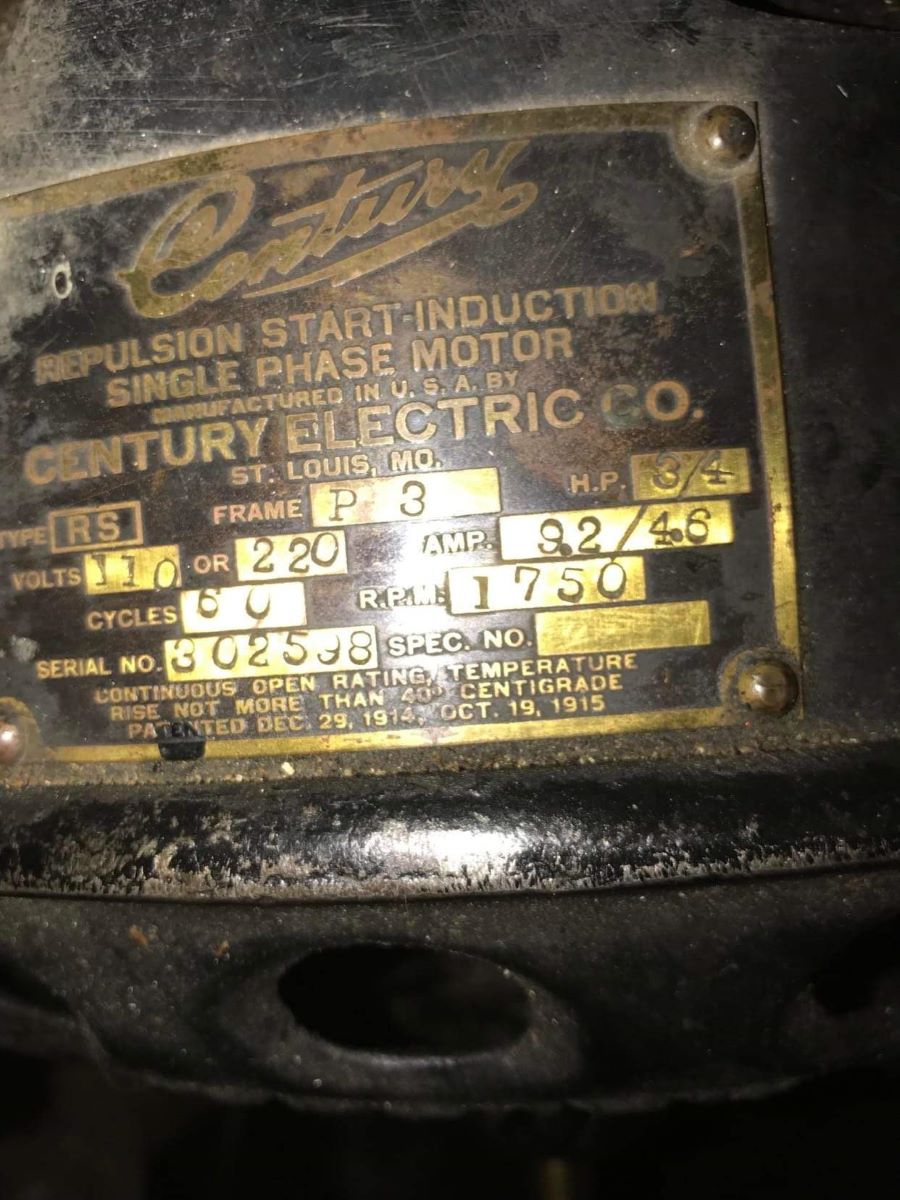 Century
REPULSION START-INDUCTION
SINGLE PHASE MOTOR
MANUFACTURED IN U.S.A. BY
CENTURY ELECTRIC CO.
ST. LOUIS, MO.
TYPE RS FRAME P 3 H.P. 3/4
VOLTS 110 OR 220 AMP. 9.2/4.6
CYCLES 60 R.P.M. 1750
SERIAL NO. SPEC. NO.
CONTINUOUS OPEN RATING, TEMPERATURE
RISE NOT MORE THAN 40° CENTIGRADE
PATENTED DEC. 29, 1914, OCT. 19, 1915